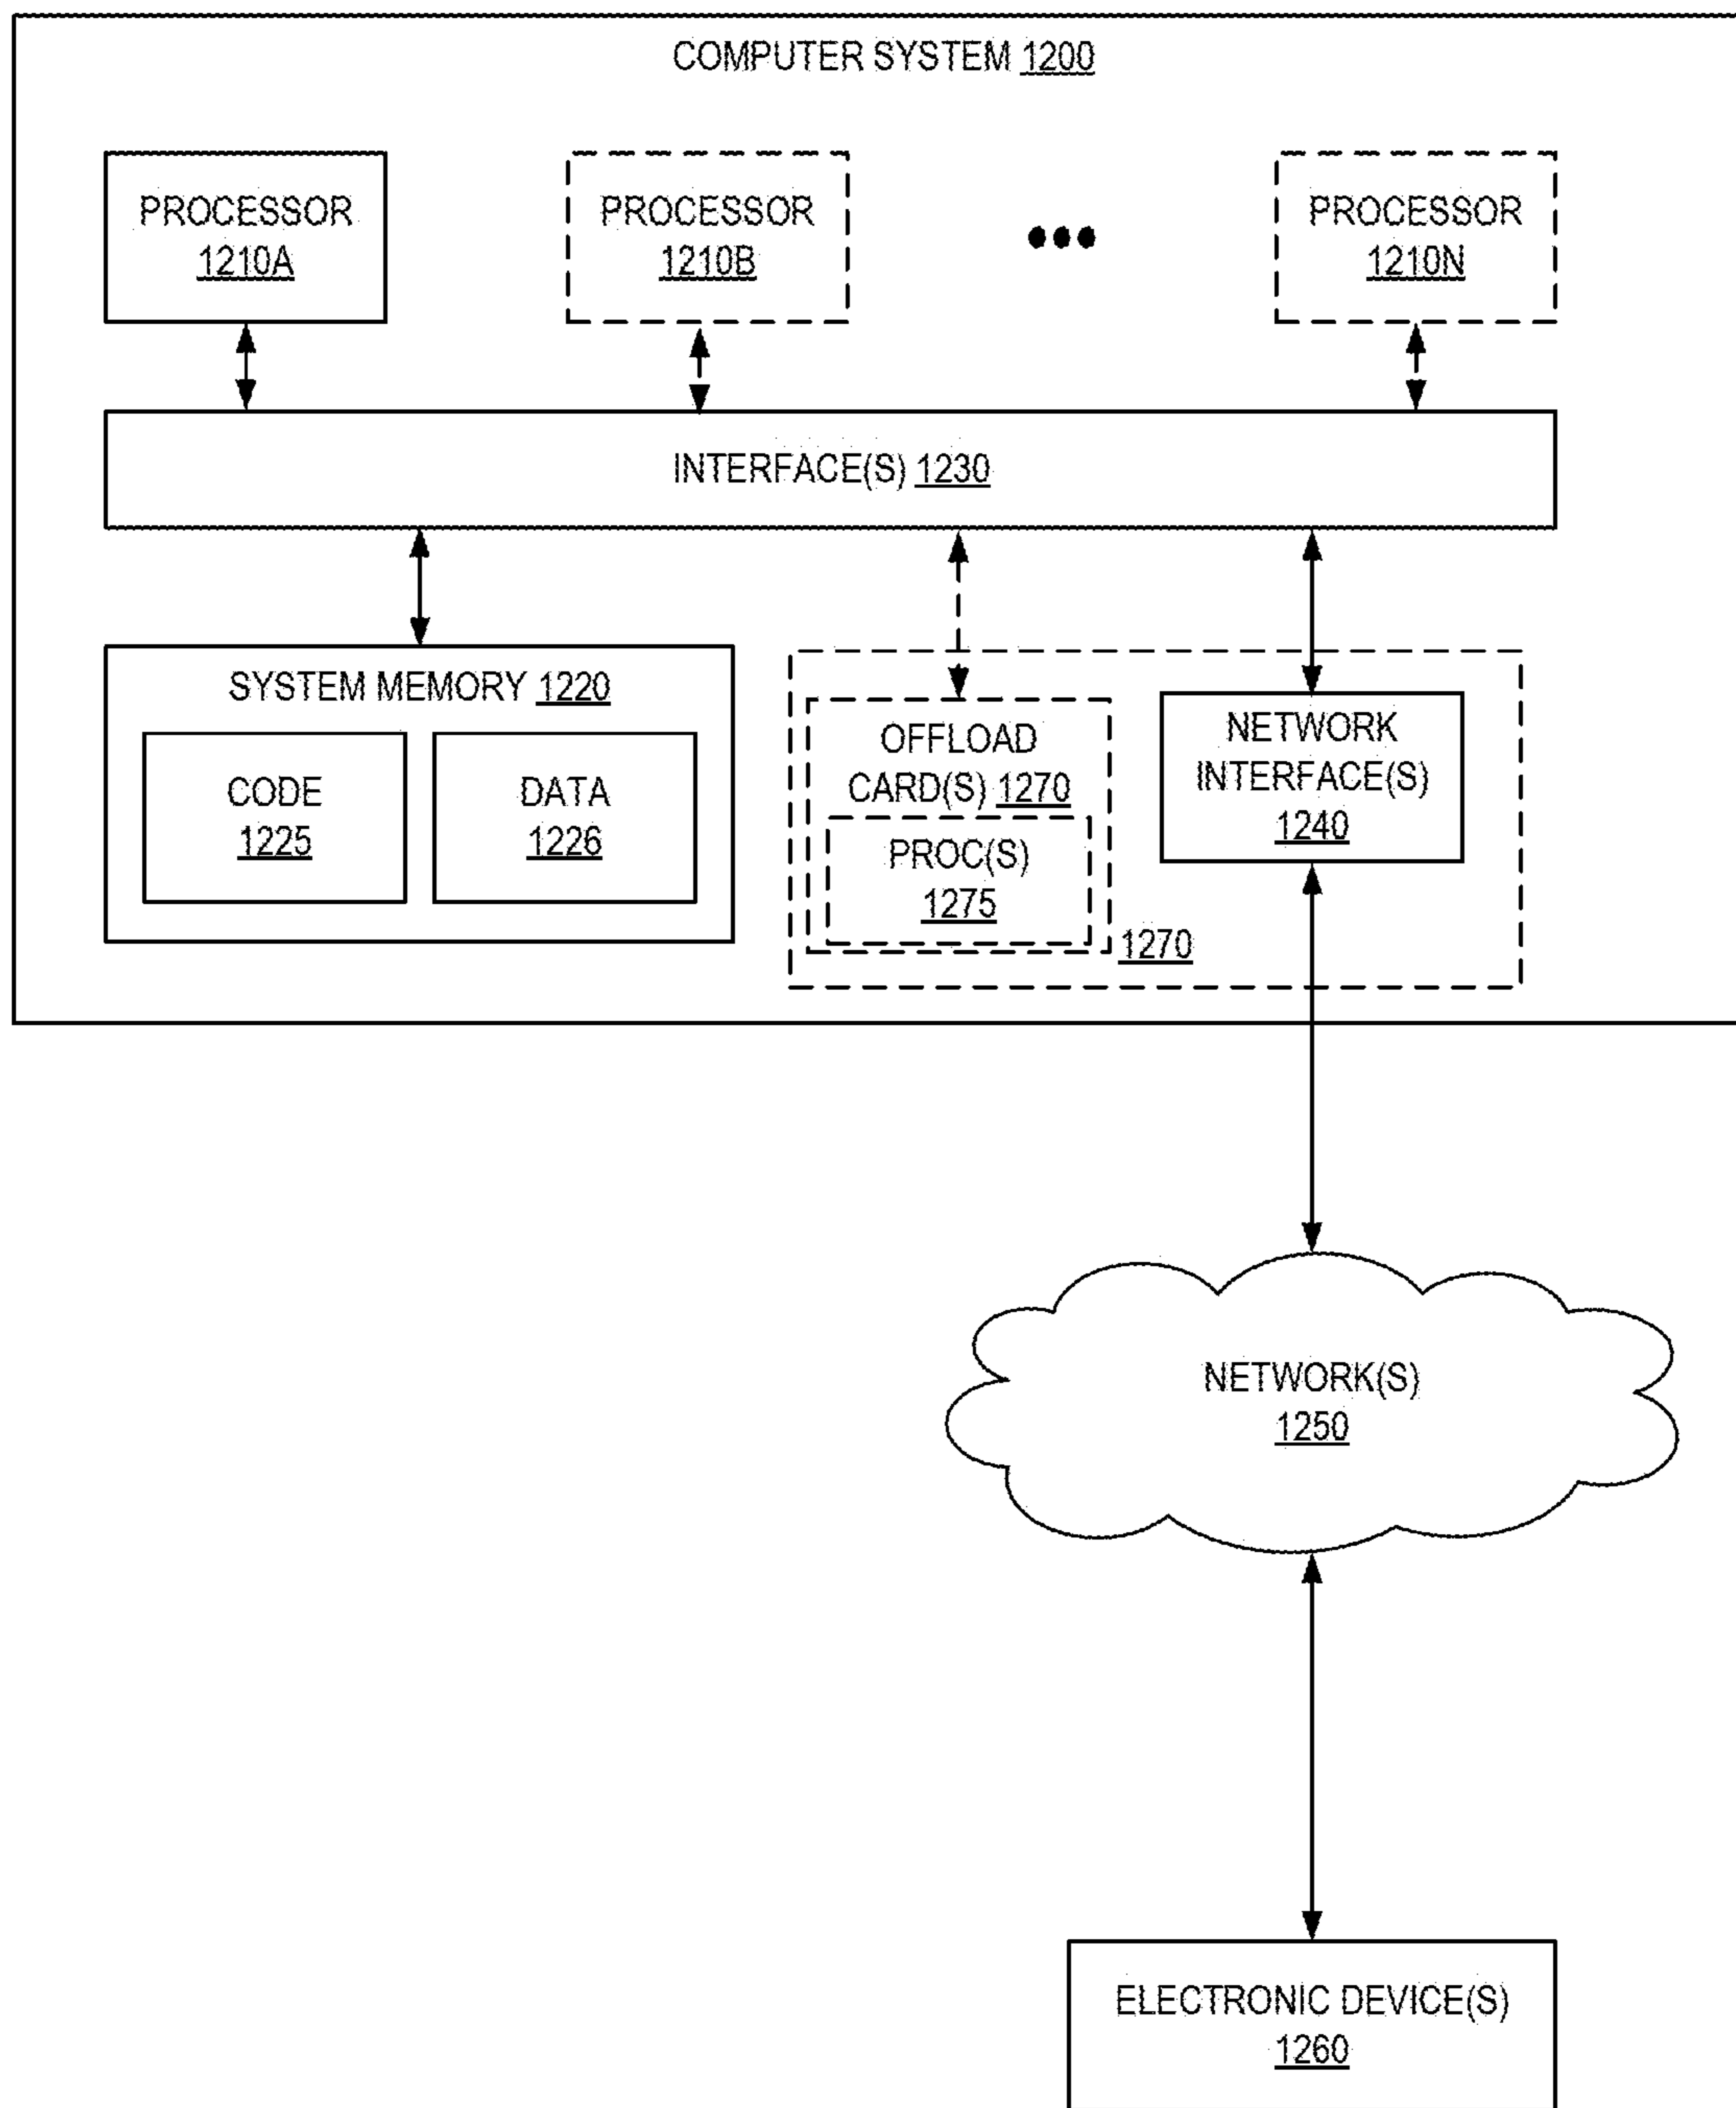 COMPUTER SYSTEM 1200
PROCESSOR
1210A
PROCESSOR
1210B
PROCESSOR
1210N
INTERFACE(S) 1230
SYSTEM MEMORY 1220
CODE
1225
DATA
1226
OFFLOAD
CARD(S) 1270
PROC(S)
1275
1270
NETWORK
INTERFACE(S)
1240
NETWORK(S)
1250
ELECTRONIC DEVICE(S)
1260